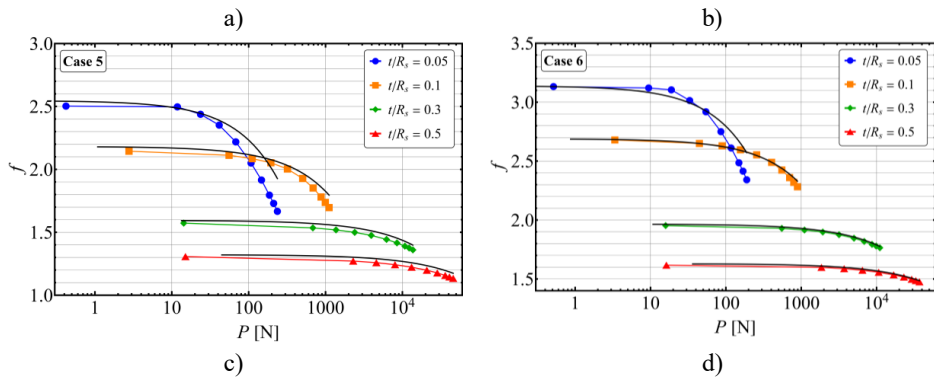 a) b)
Case 5
t/Rs = 0.05
t/Rs = 0.1
t/Rs = 0.3
t/Rs = 0.5
f
3.0
2.5
2.0
1.5
1.0
1 10 100 1000 10^4
P [N]
Case 6
t/Rs = 0.05
t/Rs = 0.1
t/Rs = 0.3
t/Rs = 0.5
f
3.5
3.0
2.5
2.0
1.5
1 10 100 1000 10^4
P [N]
c) d)